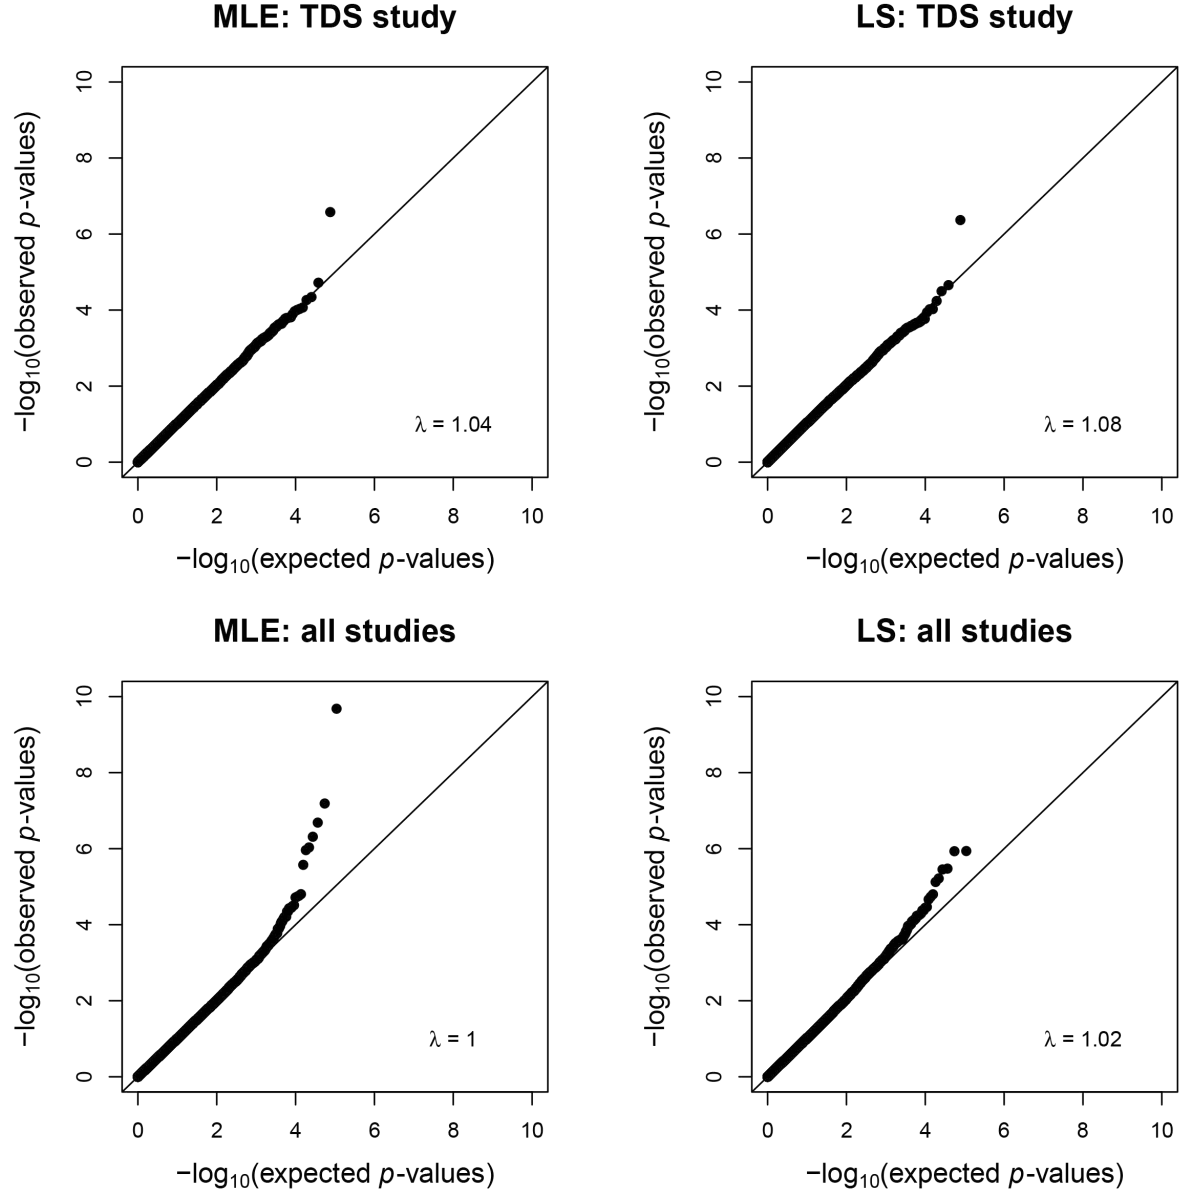 MLE: TDS study
10
8
6
4
2
0
−log10(observed p-values)
λ = 1.04
0 2 4 6 8 10
−log10(expected p-values)
LS: TDS study
10
8
6
4
2
0
−log10(observed p-values)
λ = 1.08
0 2 4 6 8 10
−log10(expected p-values)
MLE: all studies
10
8
6
4
2
0
−log10(observed p-values)
λ = 1
0 2 4 6 8 10
−log10(expected p-values)
LS: all studies
10
8
6
4
2
0
−log10(observed p-values)
λ = 1.02
0 2 4 6 8 10
−log10(expected p-values)